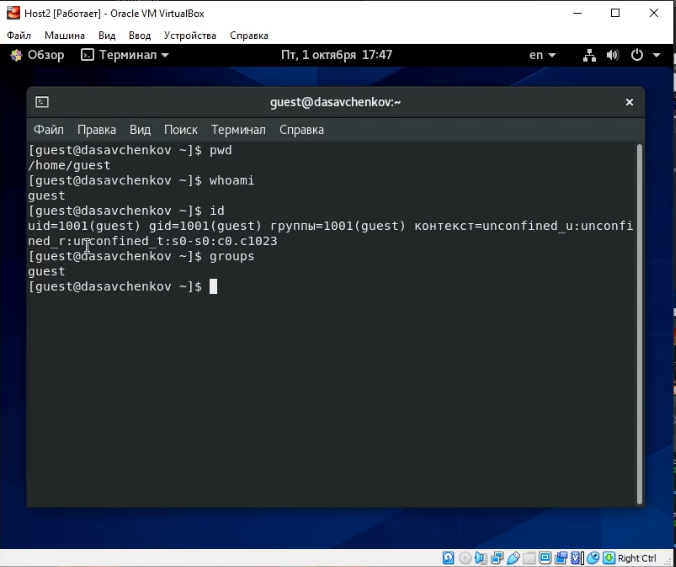 Host2 [Работает] - Oracle VM VirtualBox
Файл Машина Вид Ввод Устройства Справка
Обзор Терминал Пт, 1 октября 17:47 en
guest@dasavchenkov:~
Файл Правка Вид Поиск Терминал Справка
[guest@dasavchenkov ~]$ pwd
/home/guest
[guest@dasavchenkov ~]$ whoami
guest
[guest@dasavchenkov ~]$ id
uid=1001(guest) gid=1001(guest) группы=1001(guest) контекст=unconfined_u:unconfi
ned_r:unconfined_t:s0-s0:c0.c1023
[guest@dasavchenkov ~]$ groups
guest
[guest@dasavchenkov ~]$
Right Ctrl